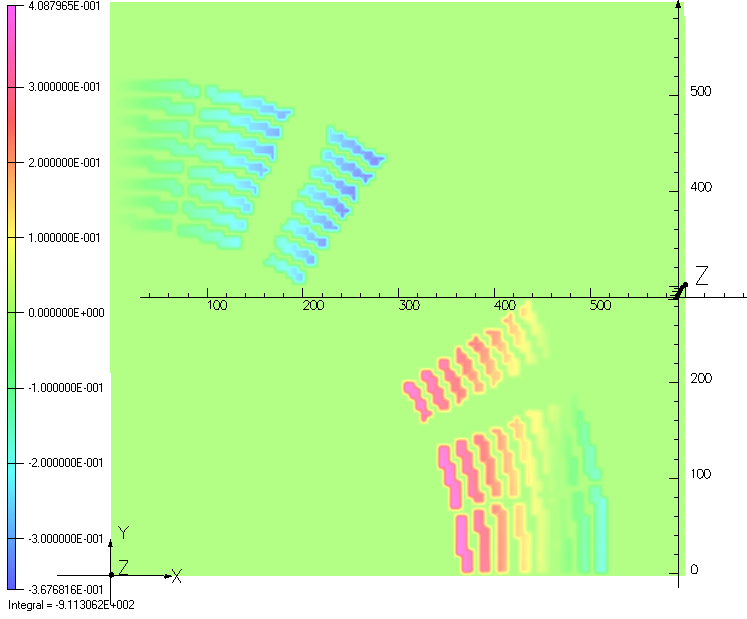 4.087965E-001
3.000000E-001
2.000000E-001
1.000000E-001
0.000000E+000
-1.000000E-001
-2.000000E-001
-3.000000E-001
-3.676816E-001
Integral = -9.113062E+002
500
400
Z
100 200 300 400 500
200
100
0
Y
Z
X